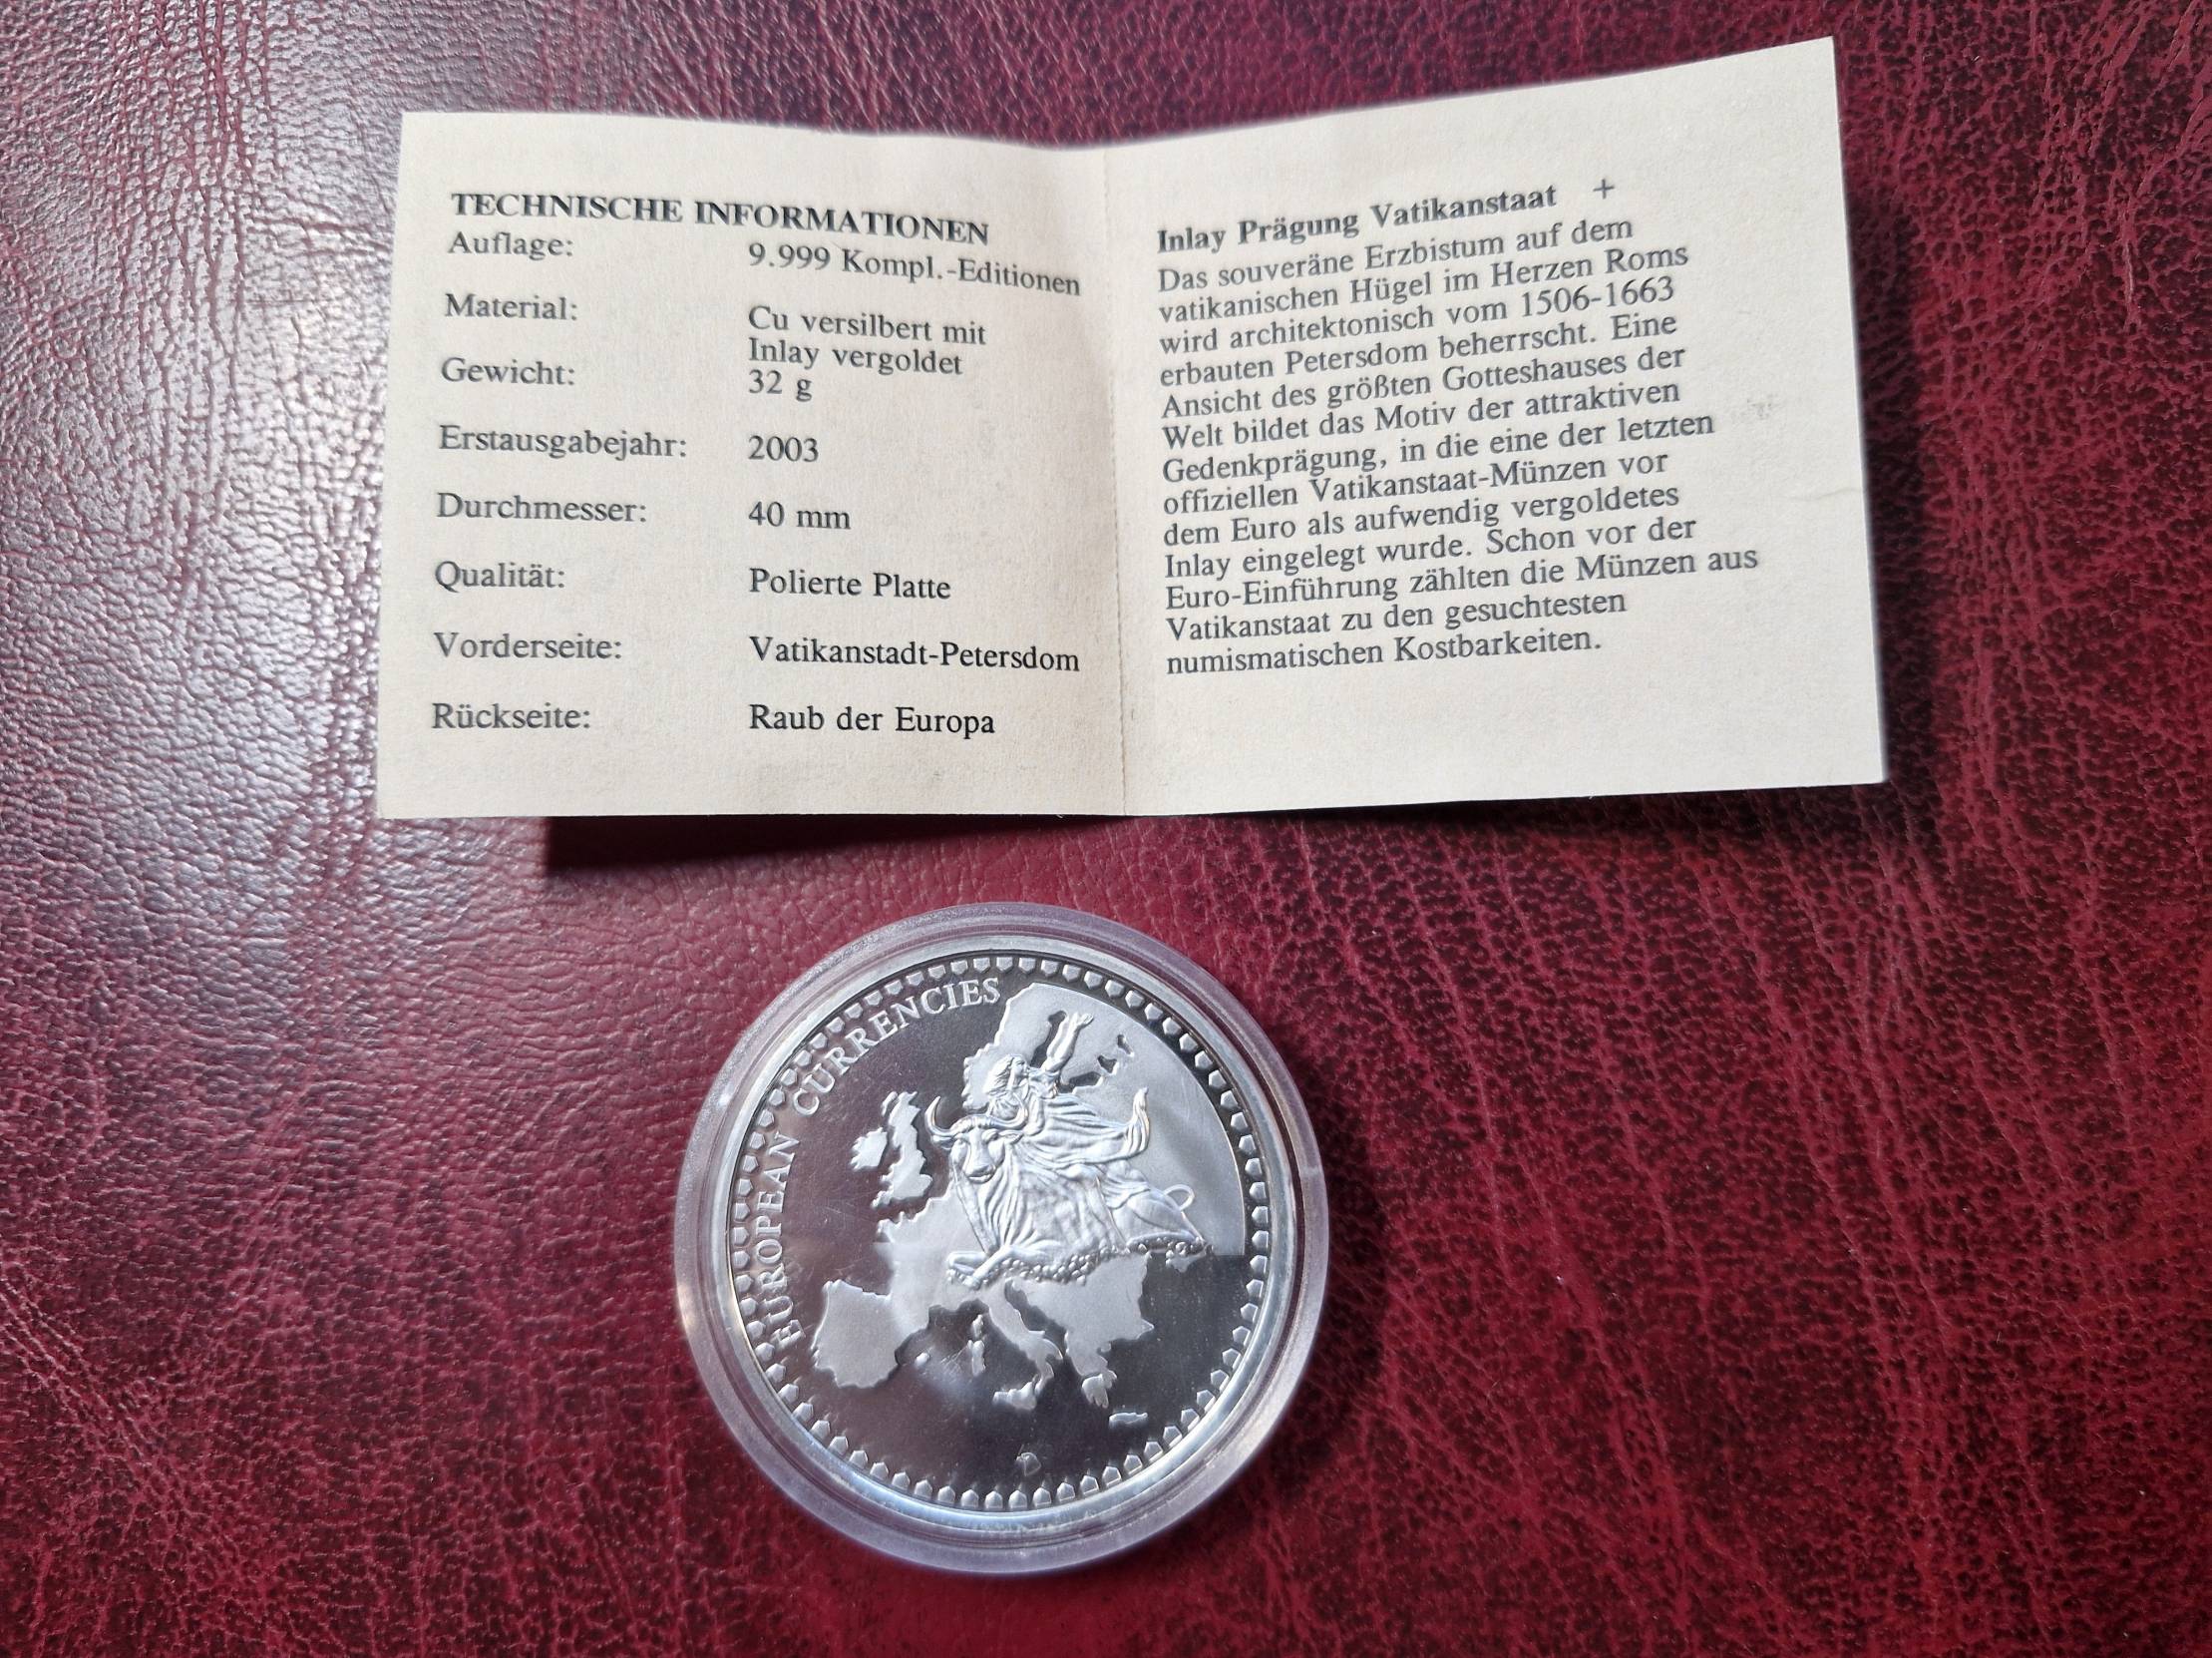 TECHNISCHE INFORMATIONEN
Auflage: 9.999 Kompl.-Editionen
Material: Cu versilbert mit
Inlay vergoldet
Gewicht: 32 g
Erstausgabejahr: 2003
Durchmesser: 40 mm
Qualität: Polierte Platte
Vorderseite: Vatikanstadt-Petersdom
Rückseite: Raub der Europa
Inlay Prägung Vatikanstaat +
Das souveräne Erzbistum auf dem
vatikanischen Hügel im Herzen Roms
wird architektonisch vom 1506-1663
erbauten Petersdom beherrscht. Eine
Ansicht des größten Gotteshauses der
Welt bildet das Motiv der attraktiven
Gedenkprägung, in die eine der letzten
offiziellen Vatikanstaat-Münzen vor
dem Euro als aufwendig vergoldetes
Inlay eingelegt wurde. Schon vor der
Euro-Einführung zählten die Münzen aus
Vatikanstaat zu den gesuchtesten
numismatischen Kostbarkeiten.
EUROPEAN CURRENCIES
D